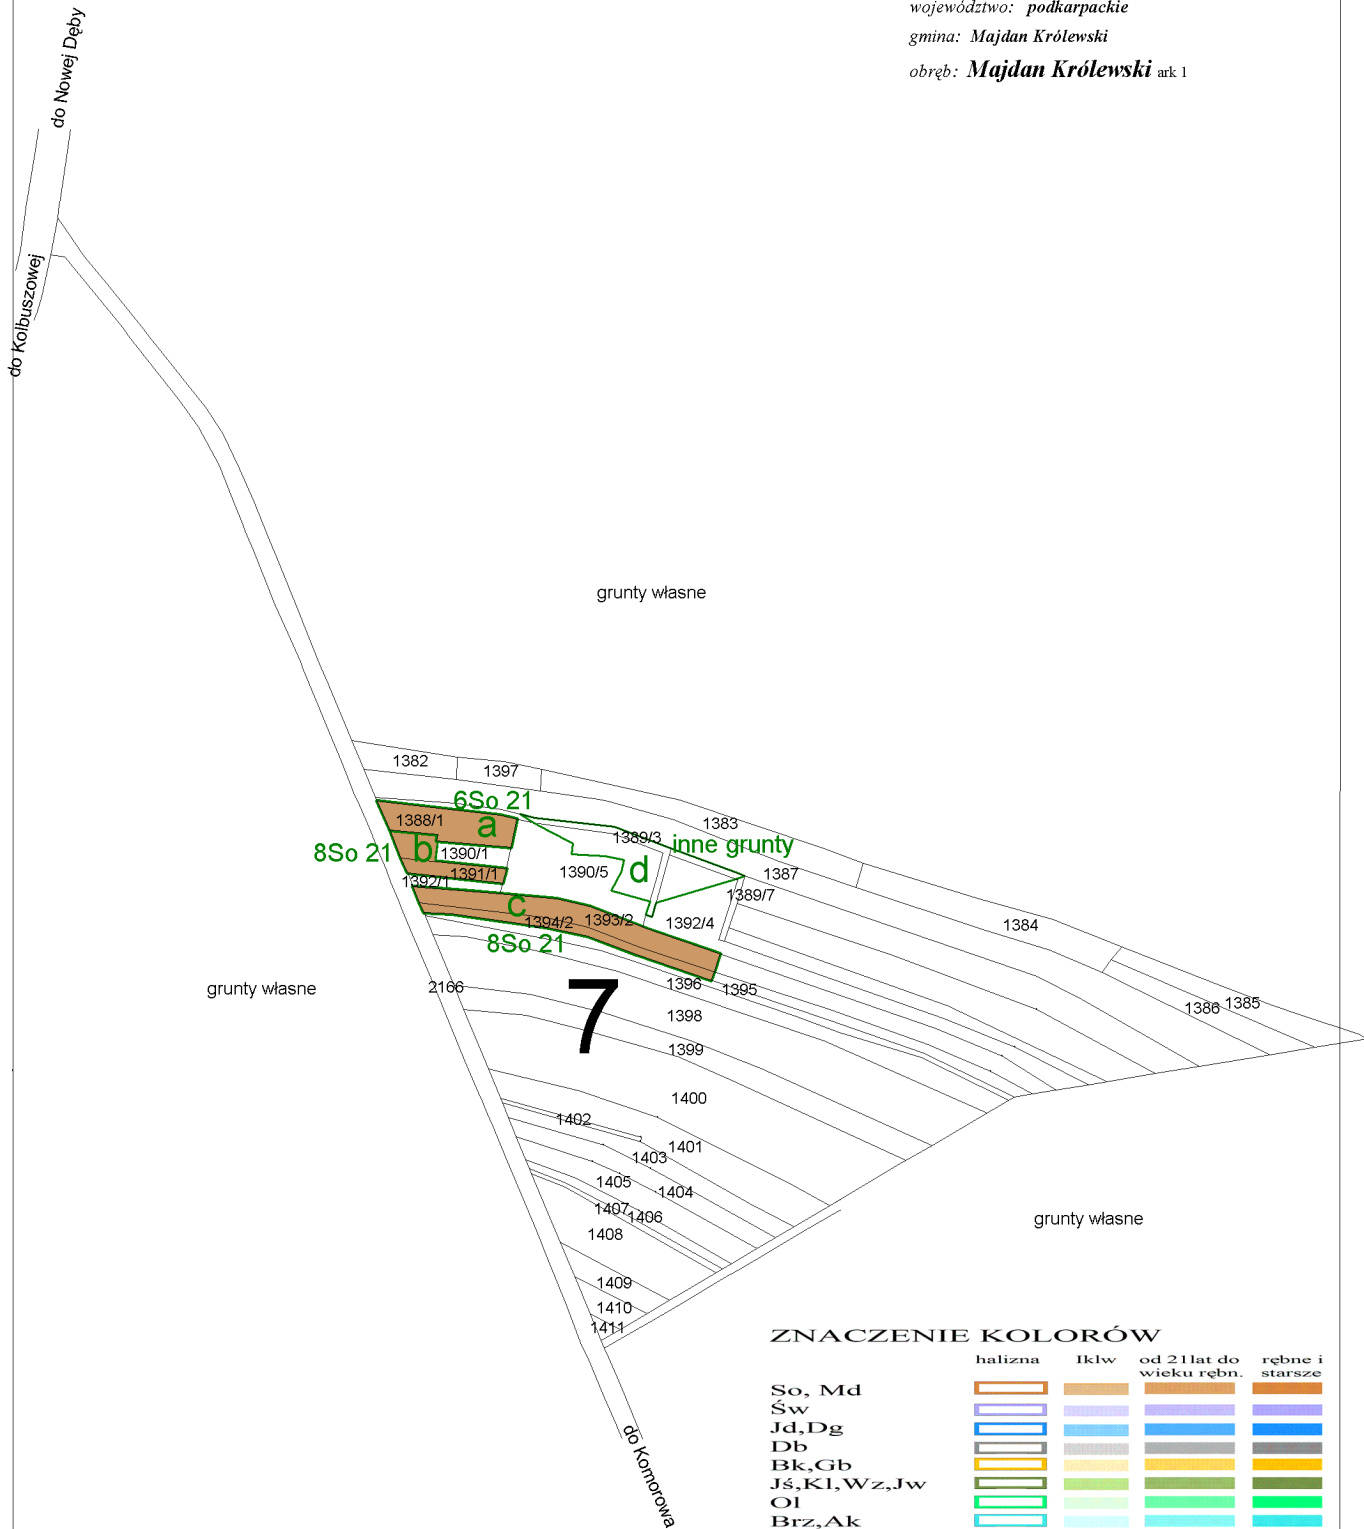 województwo: podkarpackie
gmina: Majdan Królewski
obręb: Majdan Królewski ark 1
do Nowej Dęby
do Kolbuszowej
grunty własne
1382
1397
6So 21
1383
1388/1
a
1389/3
inne grunty
8So 21
b
1390/1
d
1387
1391/1
1390/5
1392/1
1389/7
c
1394/2
1393/2
1392/4
1384
8So 21
grunty własne
2166
7
1396
1395
1386
1385
1398
1399
1400
1402
1401
1403
1405
1404
1407
1406
1408
grunty własne
1409
1410
1411
do Komorowa
ZNACZENIE KOLORÓW
halizna Iklw od 21lat do wieku rębn. rębne i starsze
So, Md
Św
Jd,Dg
Db
Bk,Gb
Jś,Kl,Wz,Jw
Ol
Brz,Ak